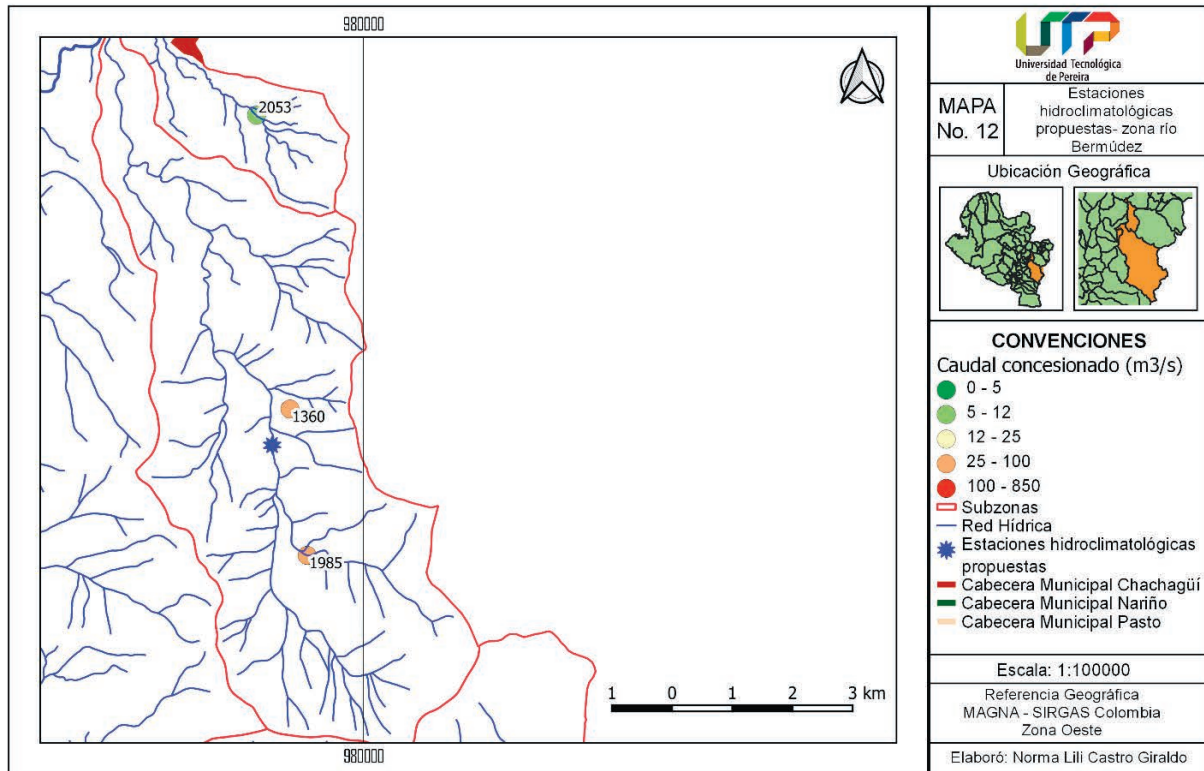 980000
2053
1360
1985
1 0 1 2 3 km
980000
UTP
Universidad Tecnológica
de Pereira
MAPA
No. 12
Estaciones
hidroclimatológicas
propuestas- zona río
Bermúdez
Ubicación Geográfica
CONVENCIONES
Caudal concesionado (m3/s)
0 - 5
5 - 12
12 - 25
25 - 100
100 - 850
Subzonas
Red Hídrica
Estaciones hidroclimatológicas
propuestas
Cabecera Municipal Chachagüí
Cabecera Municipal Nariño
Cabecera Municipal Pasto
Escala: 1:100000
Referencia Geográfica
MAGNA - SIRGAS Colombia
Zona Oeste
Elaboró: Norma Lili Castro Giraldo